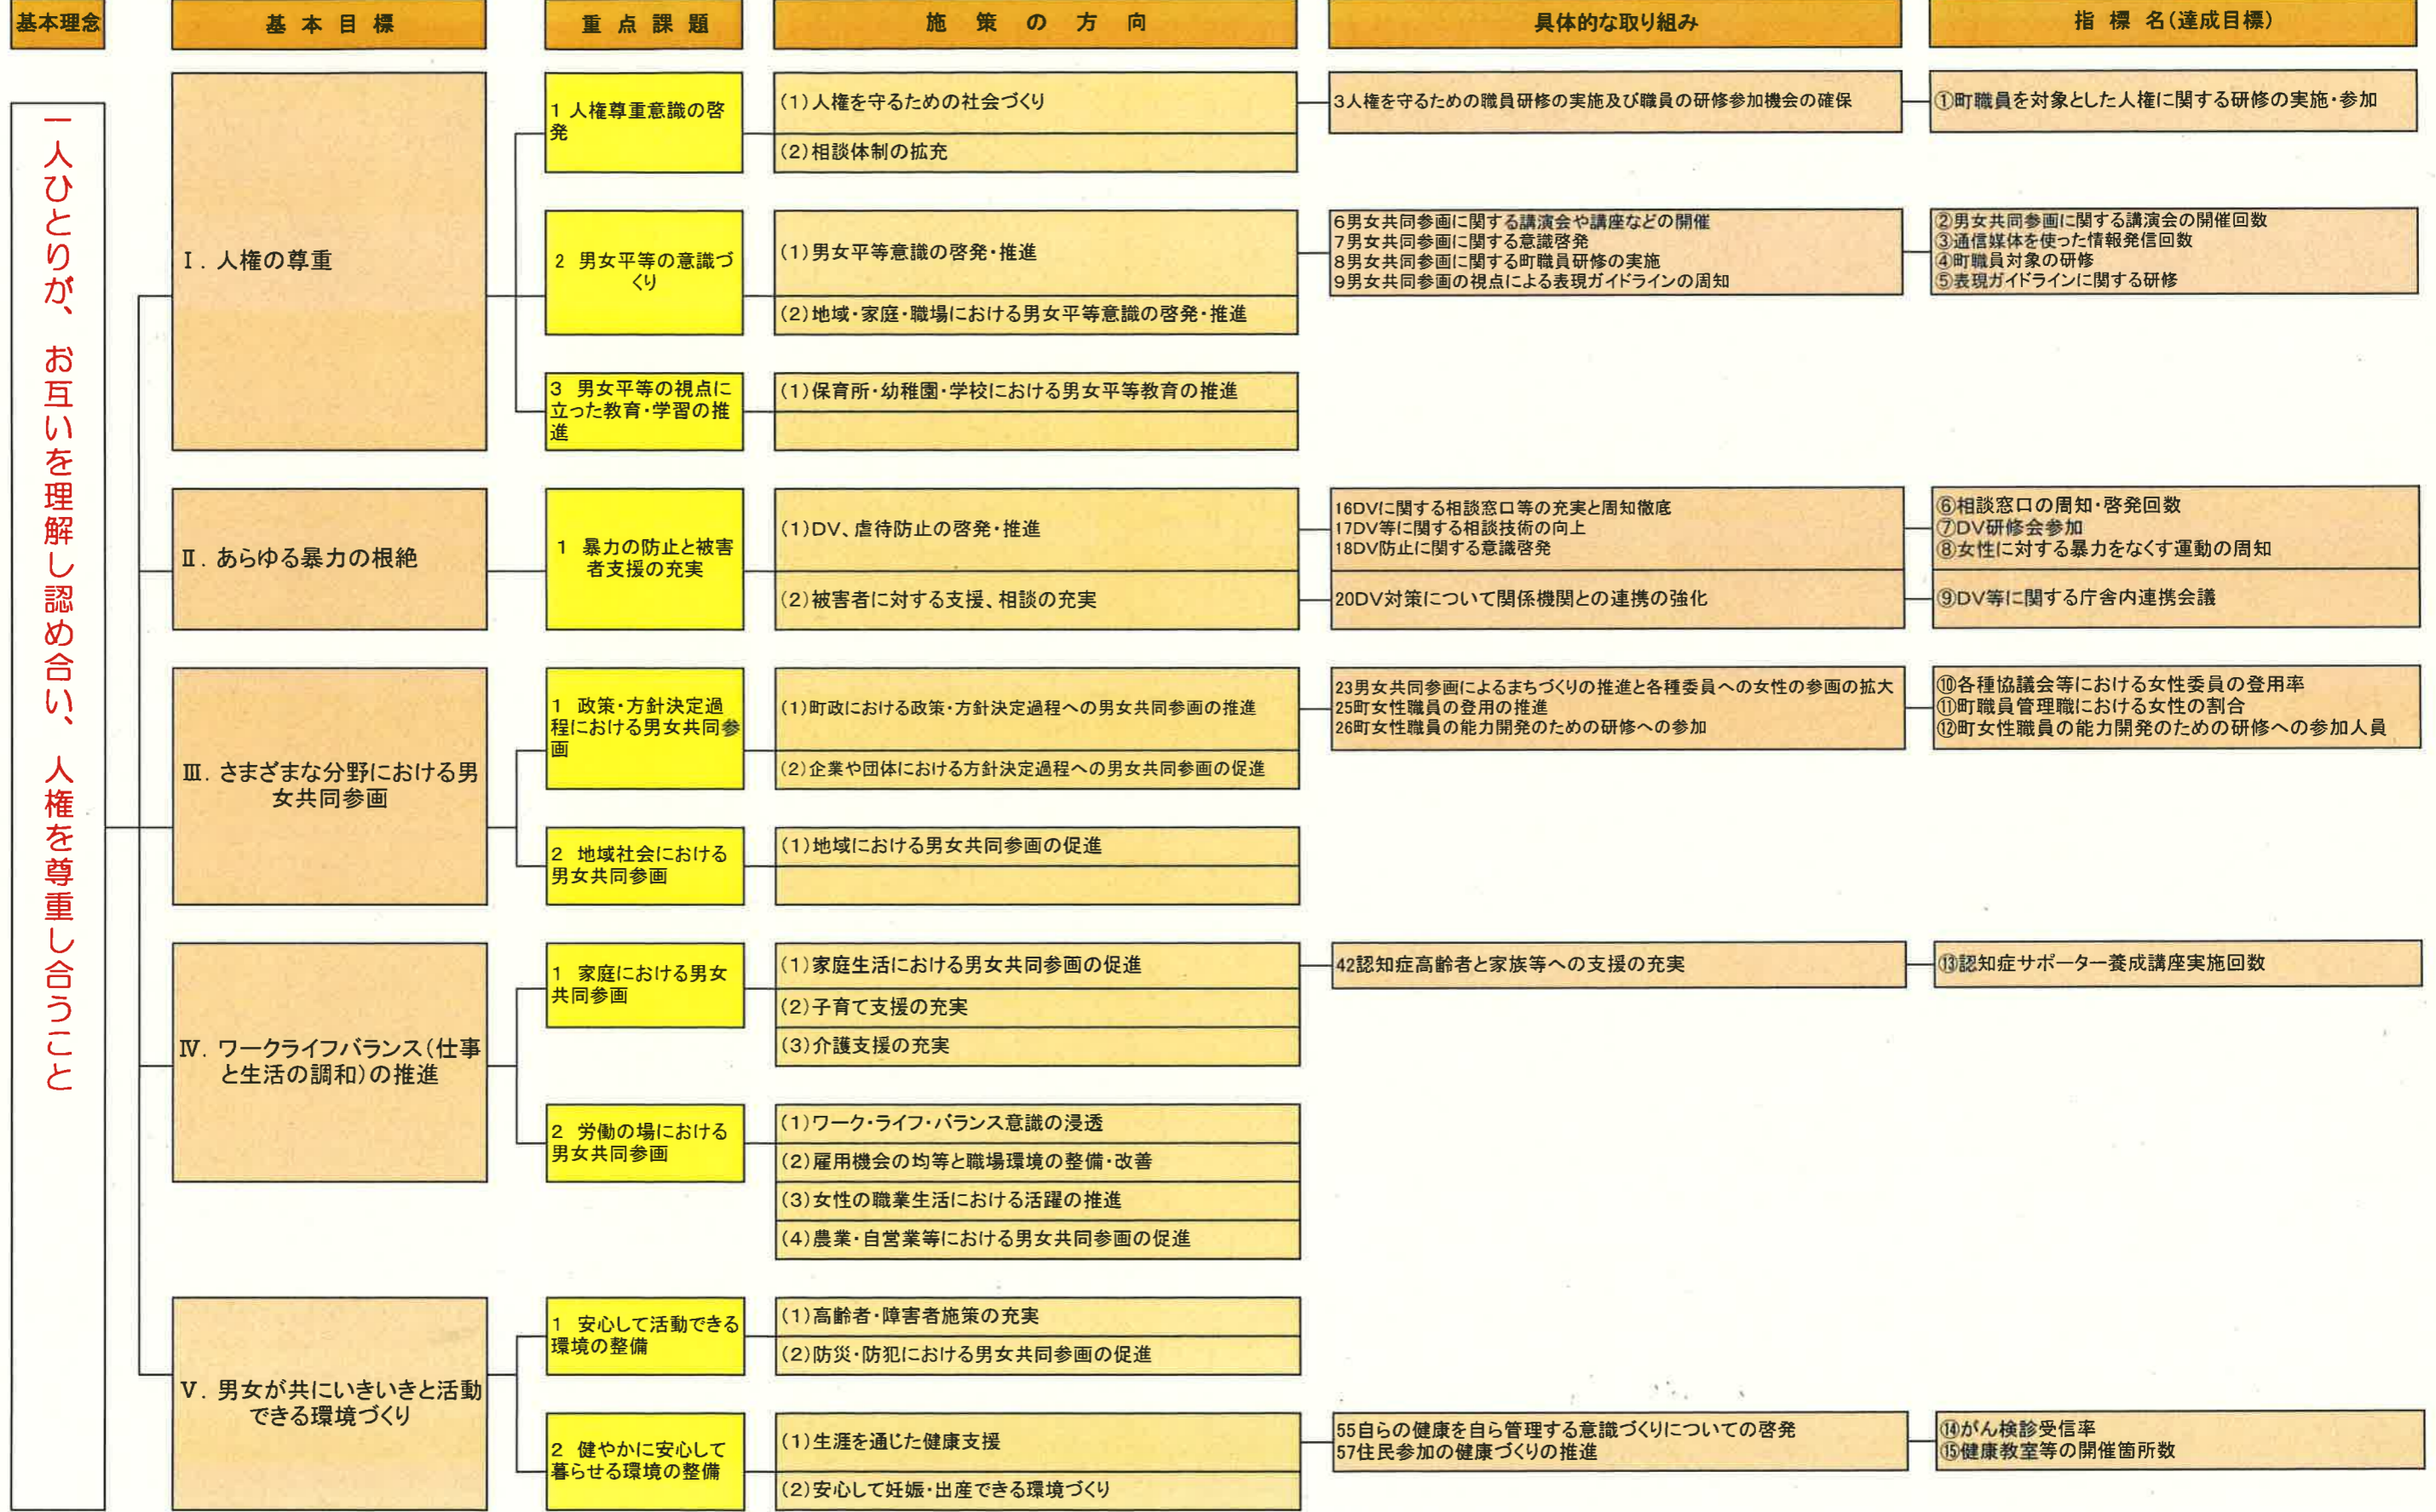 基本理念
基本目標
重点課題
施策の方向
具体的な取り組み
指標名(達成目標)
一人ひとりが、お互いを理解し認め合い、人権を尊重し合うこと
Ⅰ. 人権の尊重
1 人権尊重意識の啓
発
(1)人権を守るための社会づくり
3人権を守るための職員研修の実施及び職員の研修参加機会の確保
①町職員を対象とした人権に関する研修の実施・参加
(2)相談体制の拡充
2 男女平等の意識づ
くり
(1)男女平等意識の啓発・推進
6男女共同参画に関する講演会や講座などの開催
7男女共同参画に関する意識啓発
8男女共同参画に関する町職員研修の実施
9男女共同参画の視点による表現ガイドラインの周知
②男女共同参画に関する講演会の開催回数
③通信媒体を使った情報発信回数
④町職員対象の研修
⑤表現ガイドラインに関する研修
(2)地域・家庭・職場における男女平等意識の啓発・推進
3 男女平等の視点に
立った教育・学習の推
進
(1)保育所・幼稚園・学校における男女平等教育の推進
Ⅱ. あらゆる暴力の根絶
1 暴力の防止と被害
者支援の充実
(1)DV、虐待防止の啓発・推進
16DVに関する相談窓口等の充実と周知徹底
17DV等に関する相談技術の向上
18DV防止に関する意識啓発
⑥相談窓口の周知・啓発回数
⑦DV研修会参加
⑧女性に対する暴力をなくす運動の周知
(2)被害者に対する支援、相談の充実
20DV対策について関係機関との連携の強化
⑨DV等に関する庁舎内連携会議
Ⅲ. さまざまな分野における男
女共同参画
1 政策・方針決定過
程における男女共同参
画
(1)町政における政策・方針決定過程への男女共同参画の推進
23男女共同参画によるまちづくりの推進と各種委員への女性の参画の拡大
25町女性職員の登用の推進
26町女性職員の能力開発のための研修への参加
⑩各種協議会等における女性委員の登用率
⑪町職員管理職における女性の割合
⑫町女性職員の能力開発のための研修への参加人員
(2)企業や団体における方針決定過程への男女共同参画の促進
2 地域社会における
男女共同参画
(1)地域における男女共同参画の促進
Ⅳ. ワークライフバランス(仕事
と生活の調和)の推進
1 家庭における男女
共同参画
(1)家庭生活における男女共同参画の促進
42認知症高齢者と家族等への支援の充実
⑬認知症サポーター養成講座実施回数
(2)子育て支援の充実
(3)介護支援の充実
2 労働の場における
男女共同参画
(1)ワーク・ライフ・バランス意識の浸透
(2)雇用機会の均等と職場環境の整備・改善
(3)女性の職業生活における活躍の推進
(4)農業・自営業等における男女共同参画の促進
Ⅴ. 男女が共にいきいきと活動
できる環境づくり
1 安心して活動できる
環境の整備
(1)高齢者・障害者施策の充実
(2)防災・防犯における男女共同参画の促進
2 健やかに安心して
暮らせる環境の整備
(1)生涯を通じた健康支援
55自らの健康を自ら管理する意識づくりについての啓発
57住民参加の健康づくりの推進
⑭がん検診受信率
⑮健康教室等の開催箇所数
(2)安心して妊娠・出産できる環境づくり